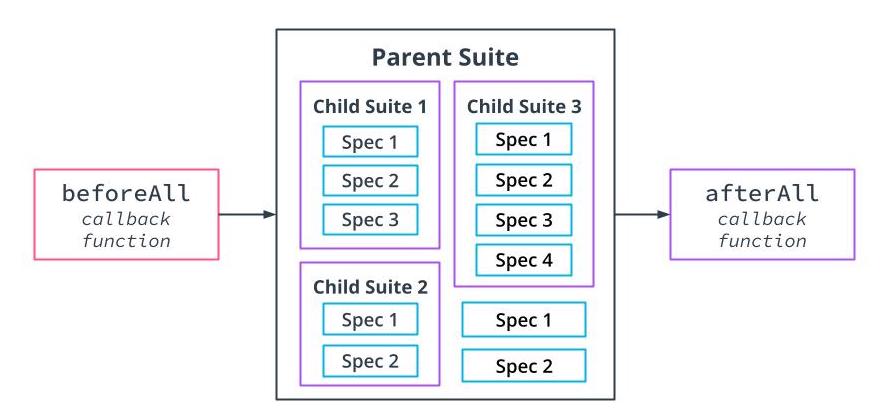 Parent Suite
Child Suite 1
Spec 1
Spec 2
Spec 3
Child Suite 2
Spec 1
Spec 2
Child Suite 3
Spec 1
Spec 2
Spec 3
Spec 4
Spec 1
Spec 2
beforeAll
callback
function
afterAll
callback
function